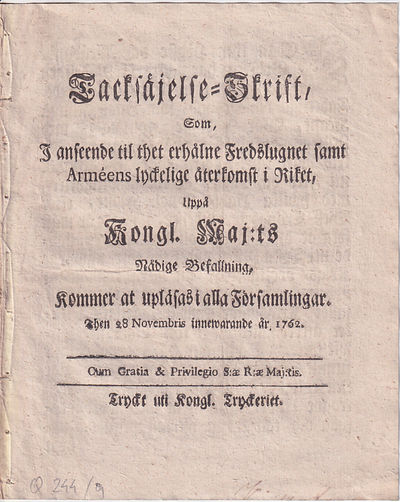 Tacksäjelse-Skrift,
Som,
I anseende til thet erhålne Fredslugnet samt
Arméens lyckelige återkomst i Riket,
Uppå
Kongl. Maj:ts
Nådige Befallning,
Kommer at upläsas i alla Församlingar.
Then 28 Novembris innewarande år 1762.
Cum Gratia & Privilegio S:æ R:æ Maj:tis.
Tryckt uti Kongl. Tryckeriet.
Q 244/9